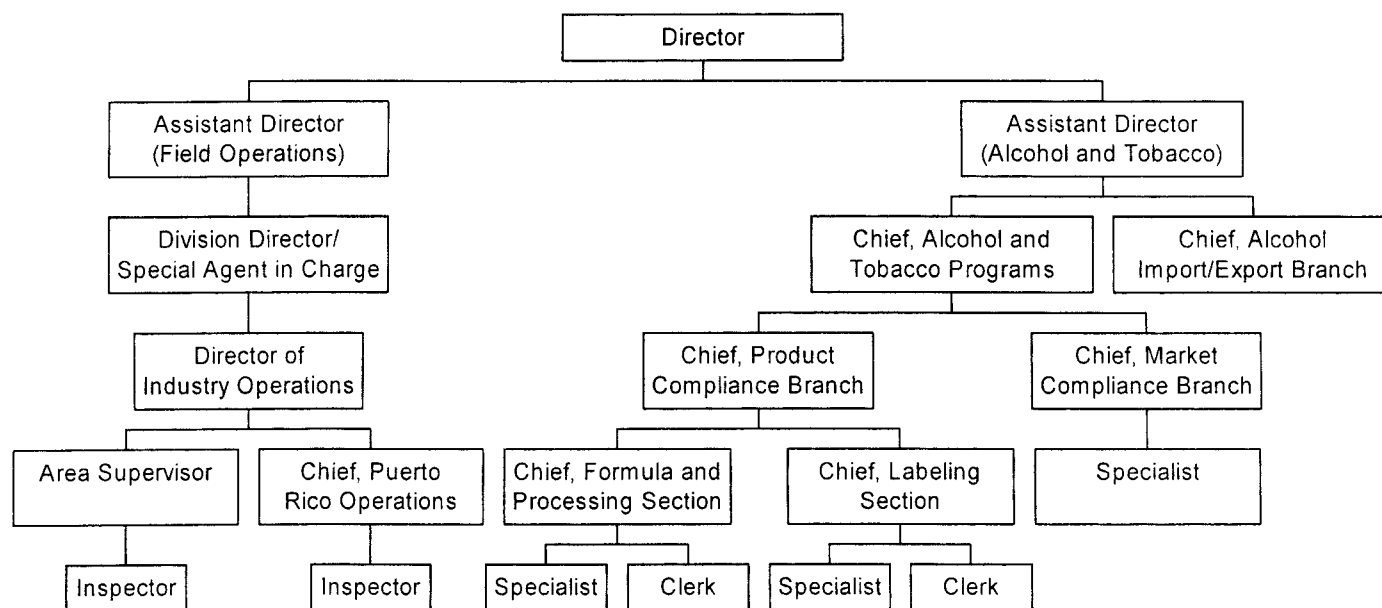 Director
Assistant Director
(Field Operations)
Assistant Director
(Alcohol and Tobacco)
Division Director/
Special Agent in Charge
Chief, Alcohol and
Tobacco Programs
Chief, Alcohol
Import/Export Branch
Director of
Industry Operations
Chief, Product
Compliance Branch
Chief, Market
Compliance Branch
Area Supervisor
Chief, Puerto
Rico Operations
Chief, Formula and
Processing Section
Chief, Labeling
Section
Specialist
Inspector
Inspector
Specialist
Clerk
Specialist
Clerk